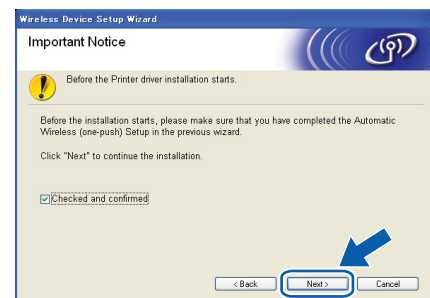 Wireless Device Setup Wizard
Important Notice
Before the Printer driver installation starts.
Before the installation starts, please make sure that you have completed the Automatic
Wireless (one-push) Setup in the previous wizard.
Click "Next" to continue the installation.
Checked and confirmed
< Back Next > Cancel